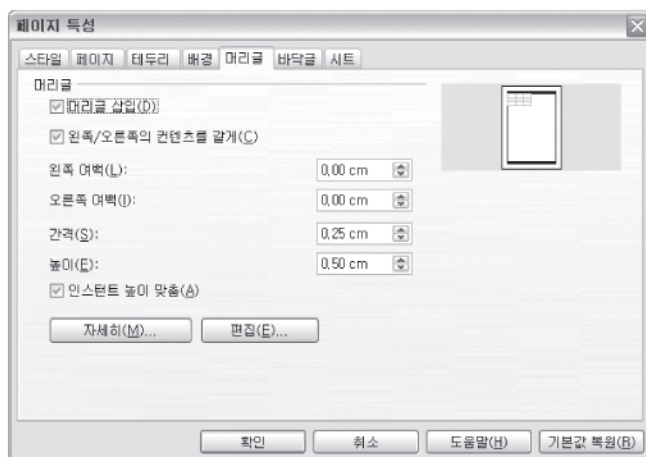 페이지 특성
스타일 페이지 테두리 배경 머리글 바닥글 시트
머리글
머리글 삽입(D)
왼쪽/오른쪽의 컨텐츠를 같게(C)
왼쪽 여백(L): 0,00 cm
오른쪽 여백(I): 0,00 cm
간격(S): 0,25 cm
높이(E): 0,50 cm
인스턴트 높이 맞춤(A)
자세히(M)... 편집(E)...
확인 취소 도움말(H) 기본값 복원(R)